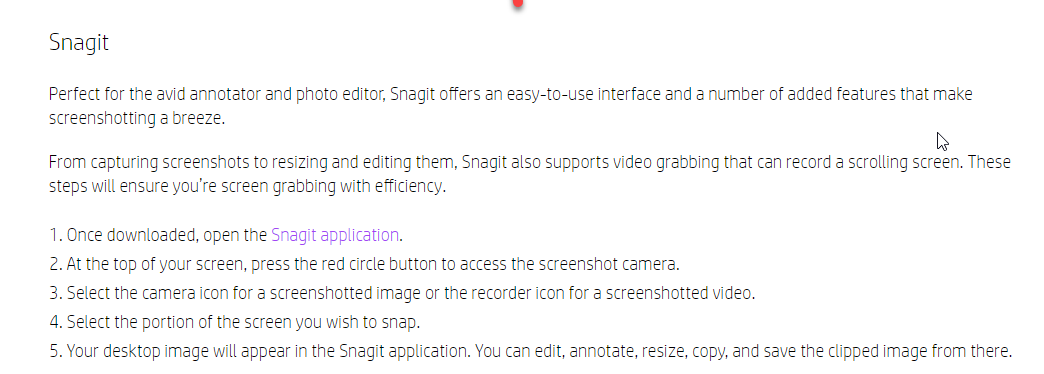 Snagit
Perfect for the avid annotator and photo editor, Snagit offers an easy-to-use interface and a number of added features that make
screenshotting a breeze.
From capturing screenshots to resizing and editing them, Snagit also supports video grabbing that can record a scrolling screen. These
steps will ensure you're screen grabbing with efficiency.
1. Once downloaded, open the Snagit application.
2. At the top of your screen, press the red circle button to access the screenshot camera.
3. Select the camera icon for a screenshotted image or the recorder icon for a screenshotted video.
4. Select the portion of the screen you wish to snap.
5. Your desktop image will appear in the Snagit application. You can edit, annotate, resize, copy, and save the clipped image from there.